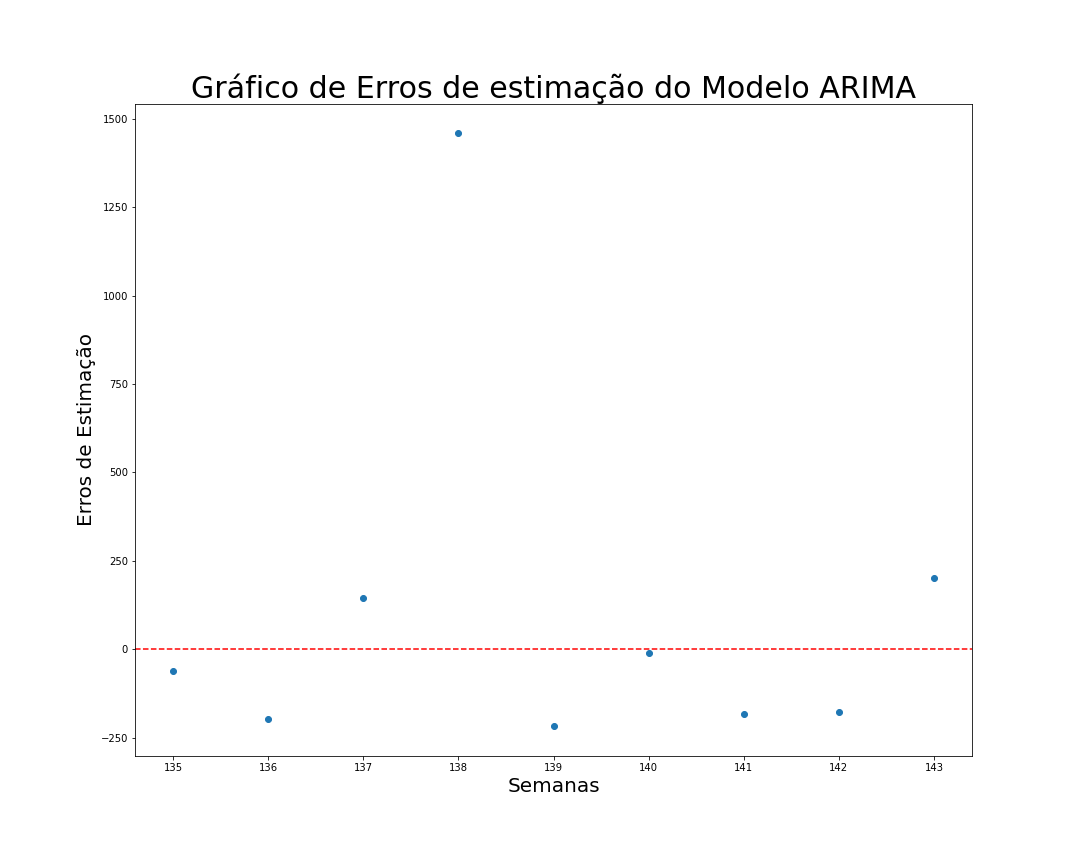 Gráfico de Erros de estimação do Modelo ARIMA
1500
1250
1000
750
500
250
0
−250
Erros de Estimação
135 136 137 138 139 140 141 142 143
Semanas